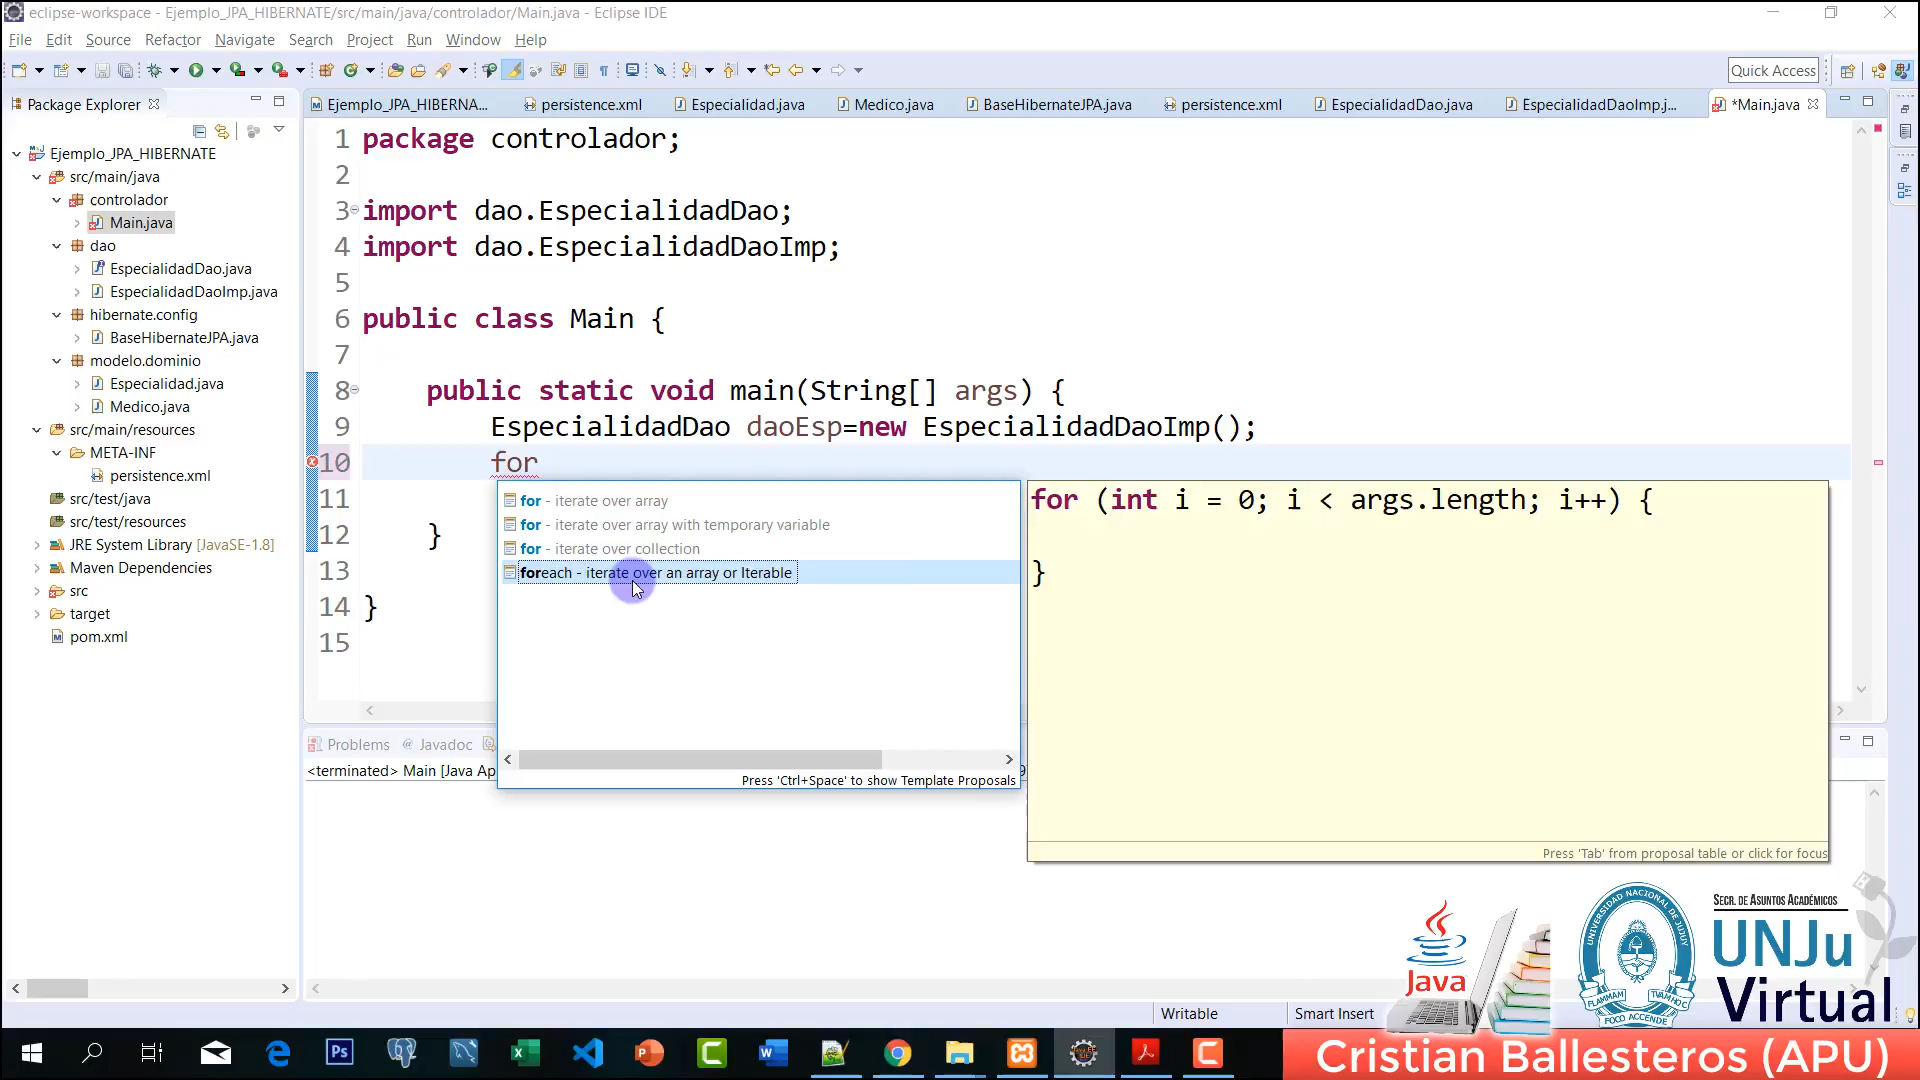 eclipse-workspace - Ejemplo_JPA_HIBERNATE/src/main/java/controlador/Main.java - Eclipse IDE
File Edit Source Refactor Navigate Search Project Run Window Help
Quick Access
Package Explorer
Ejemplo_JPA_HIBERNA... persistence.xml Especialidad.java Medico.java BaseHibernateJPA.java persistence.xml EspecialidadDao.java EspecialidadDaoImp.j... *Main.java
Ejemplo_JPA_HIBERNATE
src/main/java
controlador
Main.java
dao
EspecialidadDao.java
EspecialidadDaoImp.java
hibernate.config
BaseHibernateJPA.java
modelo.dominio
Especialidad.java
Medico.java
src/main/resources
META-INF
persistence.xml
src/test/java
src/test/resources
JRE System Library [JavaSE-1.8]
Maven Dependencies
src
target
pom.xml
1 package controlador;
2
3 import dao.EspecialidadDao;
4 import dao.EspecialidadDaoImp;
5
6 public class Main {
7
8 public static void main(String[] args) {
9 EspecialidadDao daoEsp=new EspecialidadDaoImp();
10 for
11
12 }
13
14 }
15
for - iterate over array
for - iterate over array with temporary variable
for - iterate over collection
foreach - iterate over an array or Iterable
Press 'Ctrl+Space' to show Template Proposals
for (int i = 0; i < args.length; i++) {
}
Press 'Tab' from proposal table or click for focus
Problems Javadoc
<terminated> Main [Java Ap
Writable Smart Insert
Java
UNIVERSIDAD NACIONAL DE JUJUY
FOCO ACCENDE
SECR. DE ASUNTOS ACADÉMICOS
UNJu
Virtual
Cristian Ballesteros (APU)